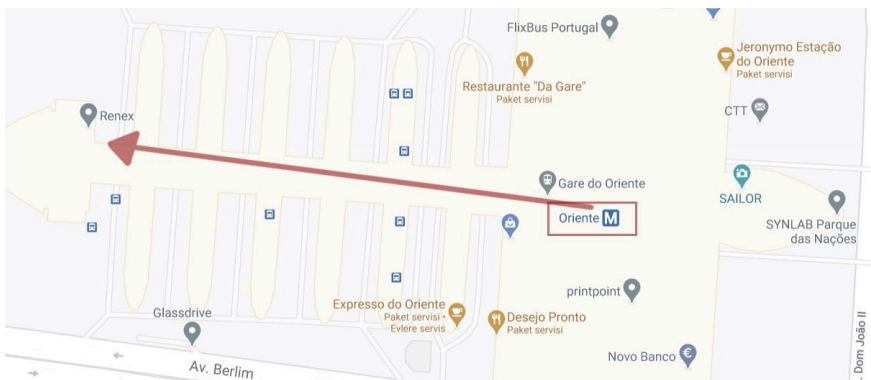 FlixBus Portugal
Jeronymo Estação
do Oriente
Paket servisi
Restaurante "Da Gare"
Paket servisi
CTT
Renex
Gare do Oriente
SAILOR
Oriente M
SYNLAB Parque
das Nações
printpoint
Expresso do Oriente
Paket servisi •
Evlere servis
Desejo Pronto
Paket servisi
Glassdrive
Novo Banco
Av. Berlim
. Dom João II